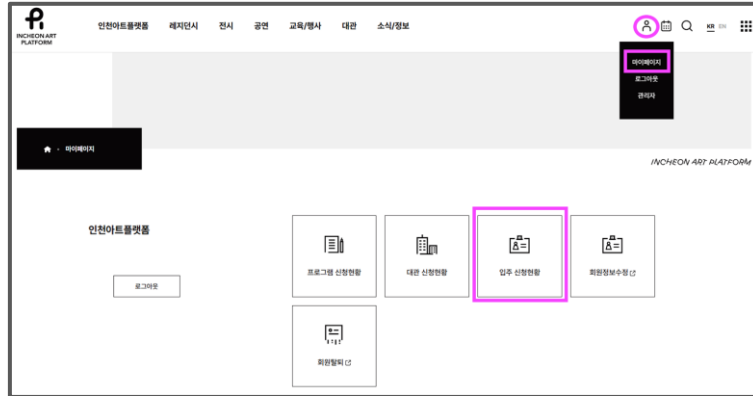 INCHEON ART
PLATFORM
인천아트플랫폼 레지던시 전시 공연 교육/행사 대관 소식/정보
KR EN
마이페이지
로그아웃
관리자
마이페이지
INCHEON ART PLATFORM
인천아트플랫폼
로그아웃
프로그램 신청현황
대관 신청현황
입주 신청현황
회원정보수정
회원탈퇴